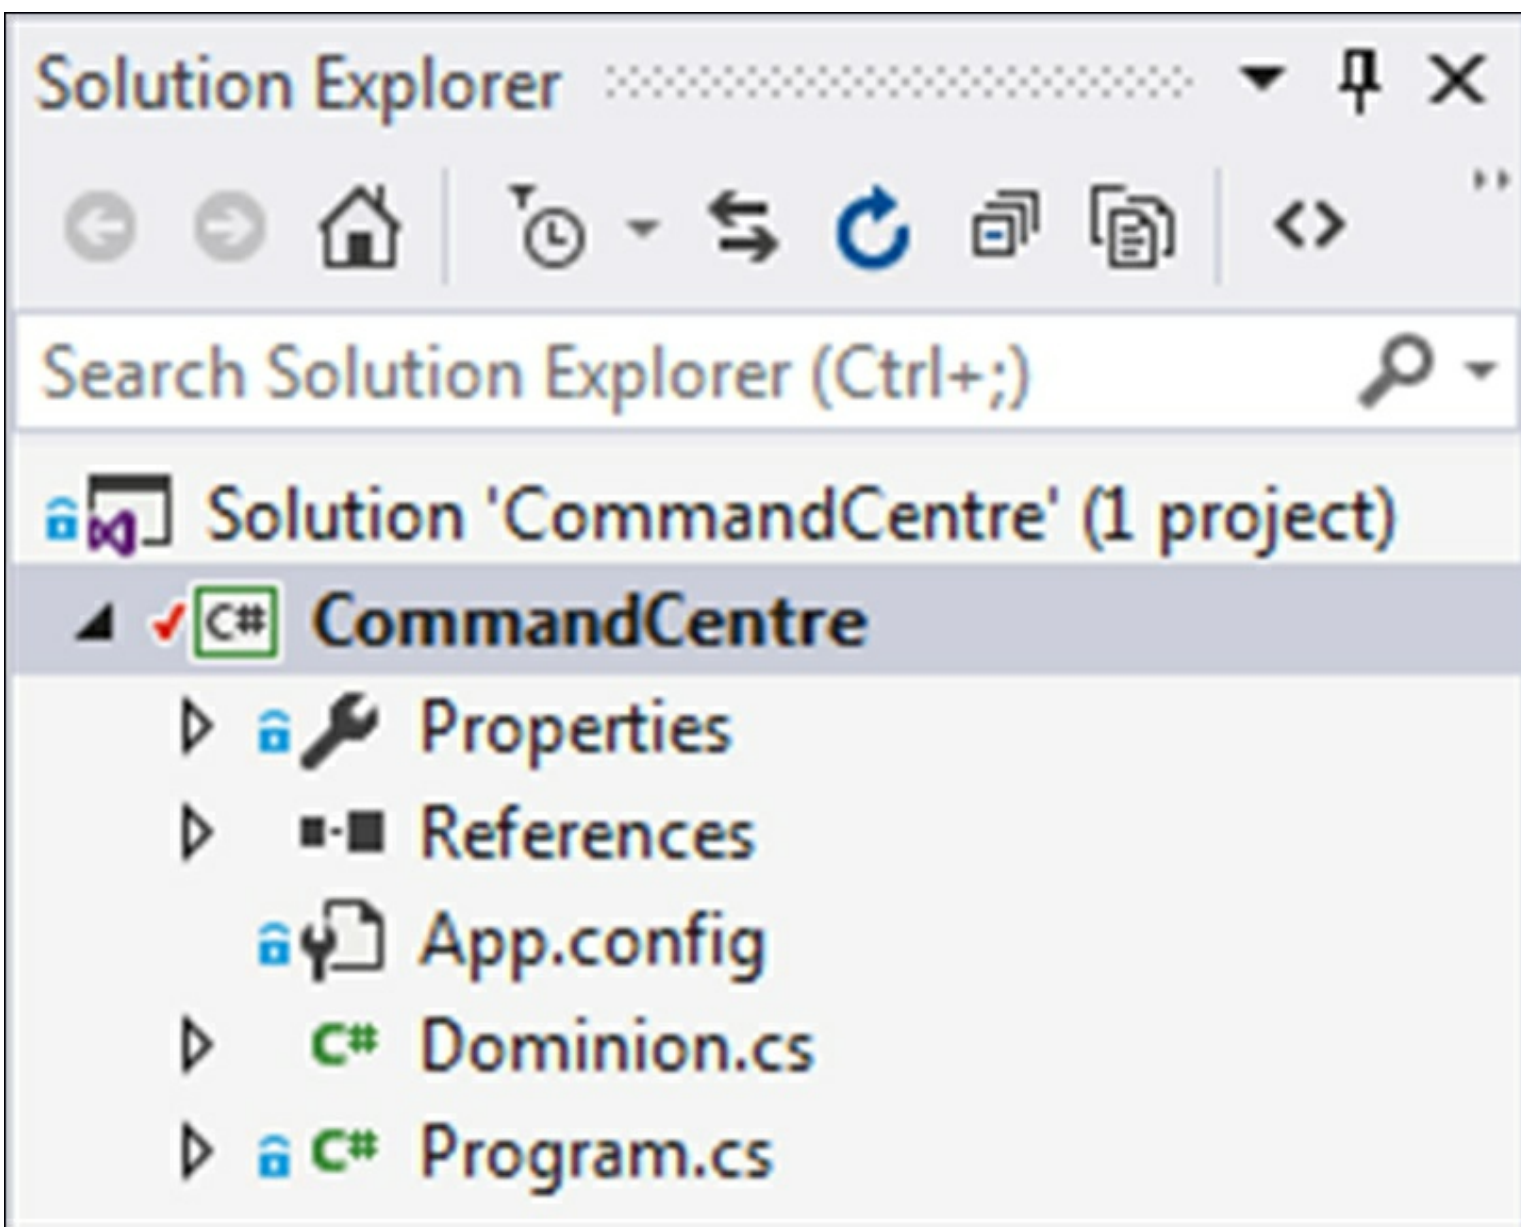 Solution Explorer
Search Solution Explorer (Ctrl+;)
Solution 'CommandCentre' (1 project)
C# CommandCentre
Properties
References
App.config
C# Dominion.cs
C# Program.cs